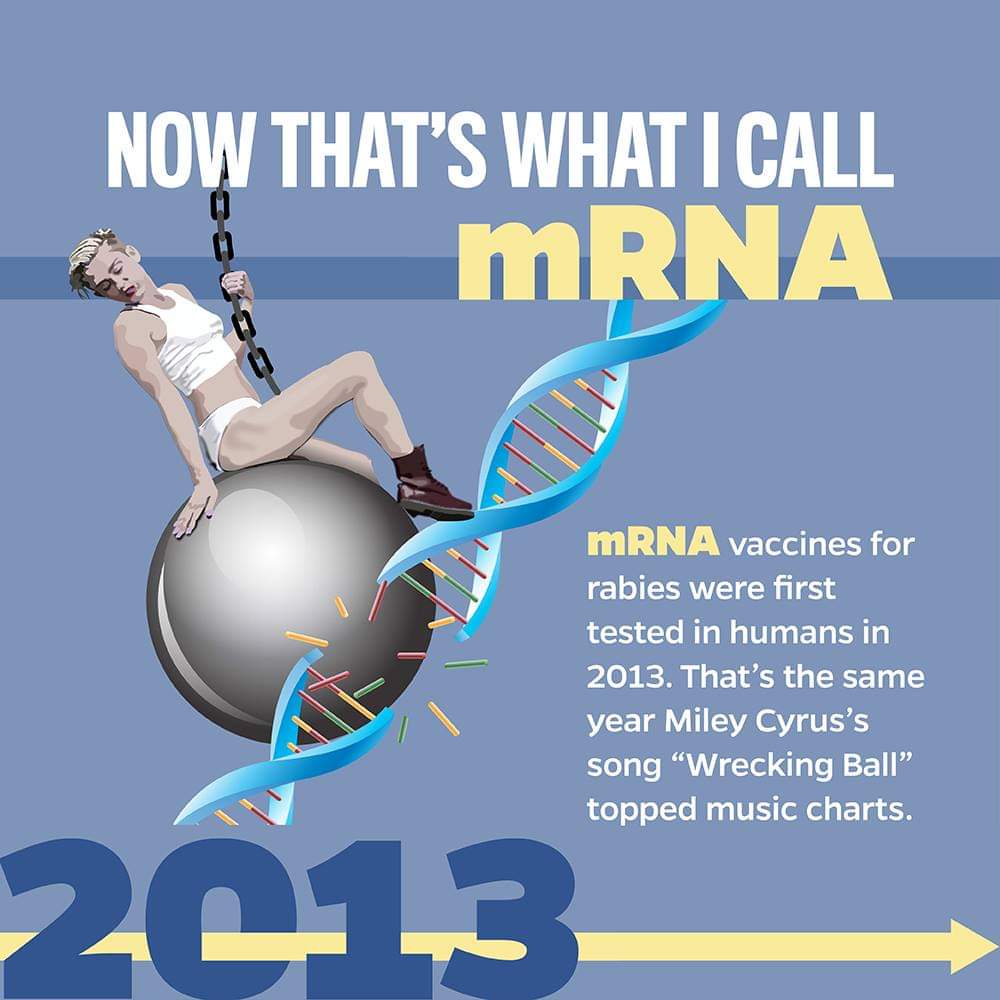 NOW THAT'S WHAT I CALL
mRNA
mRNA vaccines for
rabies were first
tested in humans in
2013. That's the same
year Miley Cyrus's
song “Wrecking Ball”
topped music charts.
2013